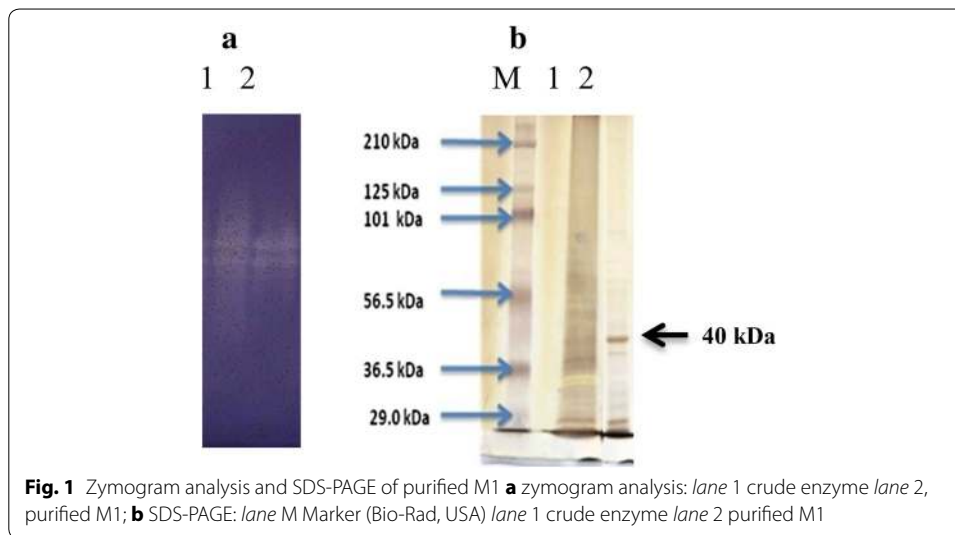 a
b
1 2
M 1 2
210 kDa
125 kDa
101 kDa
56.5 kDa
40 kDa
36.5 kDa
29.0 kDa
Fig. 1 Zymogram analysis and SDS-PAGE of purified M1 a zymogram analysis: lane 1 crude enzyme lane 2,
purified M1; b SDS-PAGE: lane M Marker (Bio-Rad, USA) lane 1 crude enzyme lane 2 purified M1